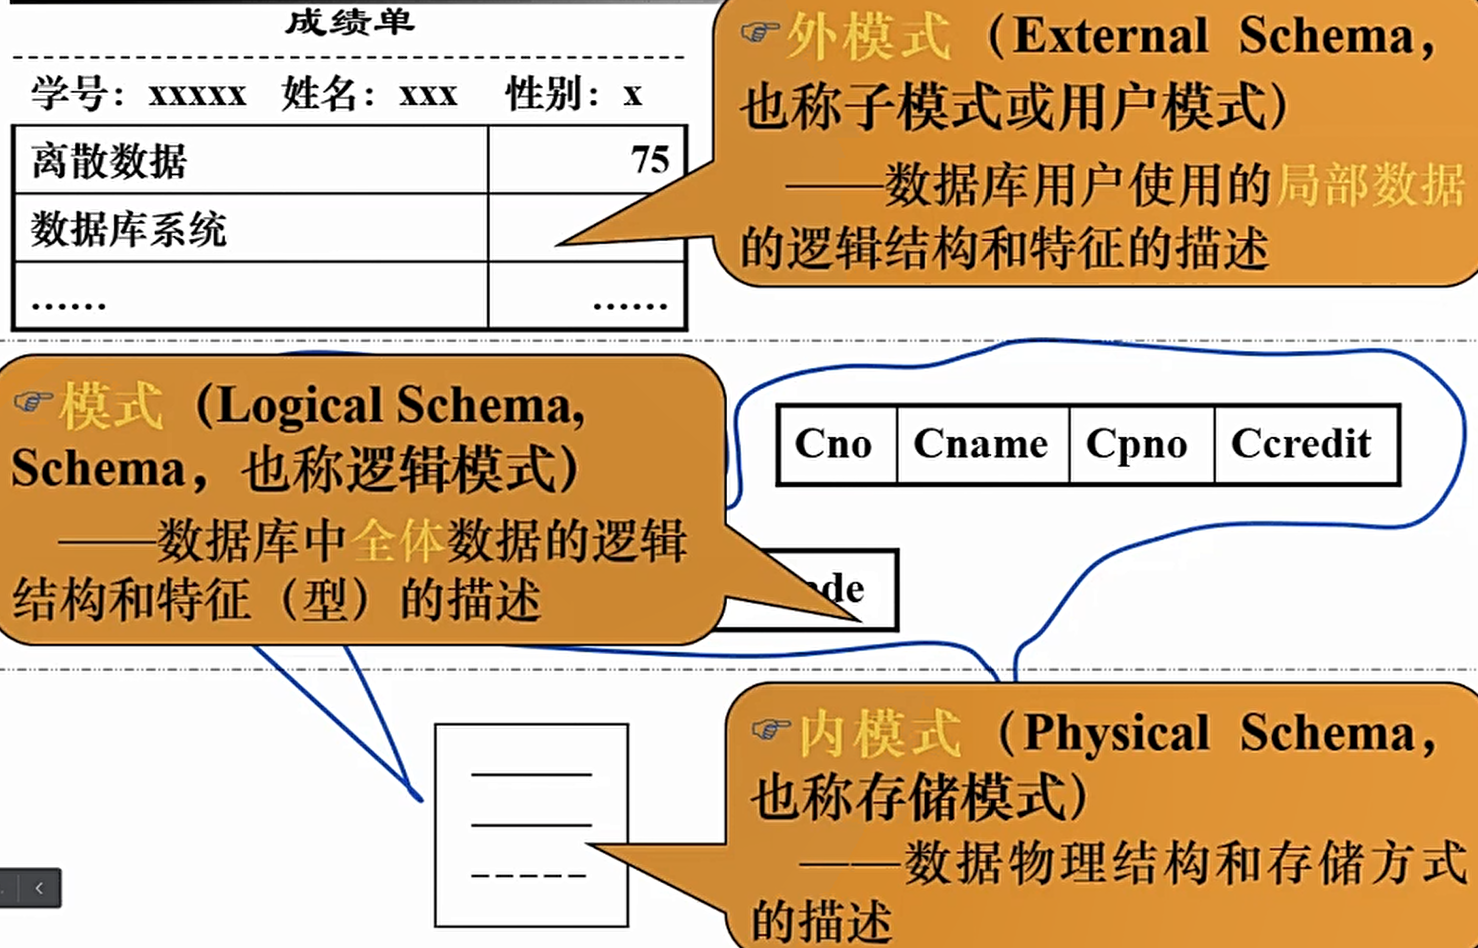 成绩单
学号：xxxxx 姓名：xxx 性别：x
离散数据 75
数据库系统
…… ……
☞外模式（External Schema，
也称子模式或用户模式）
——数据库用户使用的局部数据
的逻辑结构和特征的描述
☞模式（Logical Schema,
Schema，也称逻辑模式）
——数据库中全体数据的逻辑
结构和特征（型）的描述
Cno Cname Cpno Ccredit
de
☞内模式（Physical Schema，
也称存储模式）
——数据物理结构和存储方式
的描述